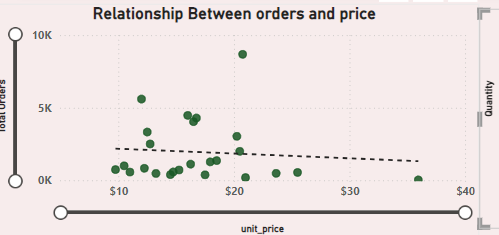 Relationship Between orders and price
10K
5K
0K
Total Orders
$10
$20
$30
$40
unit_price
Quantity